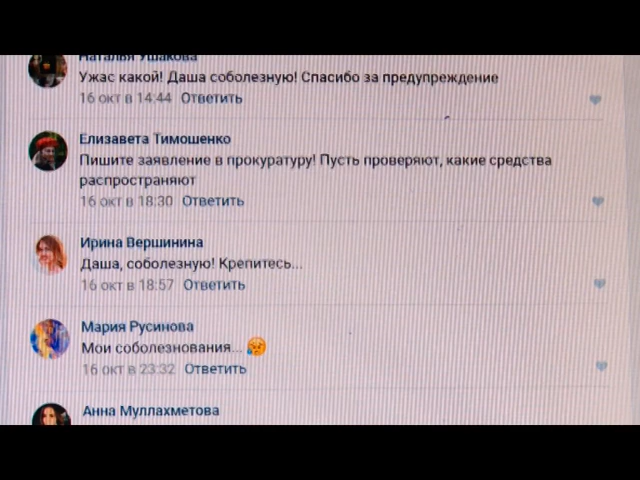 Наталья Ушакова
Ужас какой! Даша соболезную! Спасибо за предупреждение
16 окт в 14:44 Ответить
Елизавета Тимошенко
Пишите заявление в прокуратуру! Пусть проверяют, какие средства
распространяют
16 окт в 18:30 Ответить
Ирина Вершинина
Даша, соболезную! Крепитесь...
16 окт в 18:57 Ответить
Мария Русинова
Мои соболезнования... 😥
16 окт в 23:32 Ответить
Анна Муллахметова